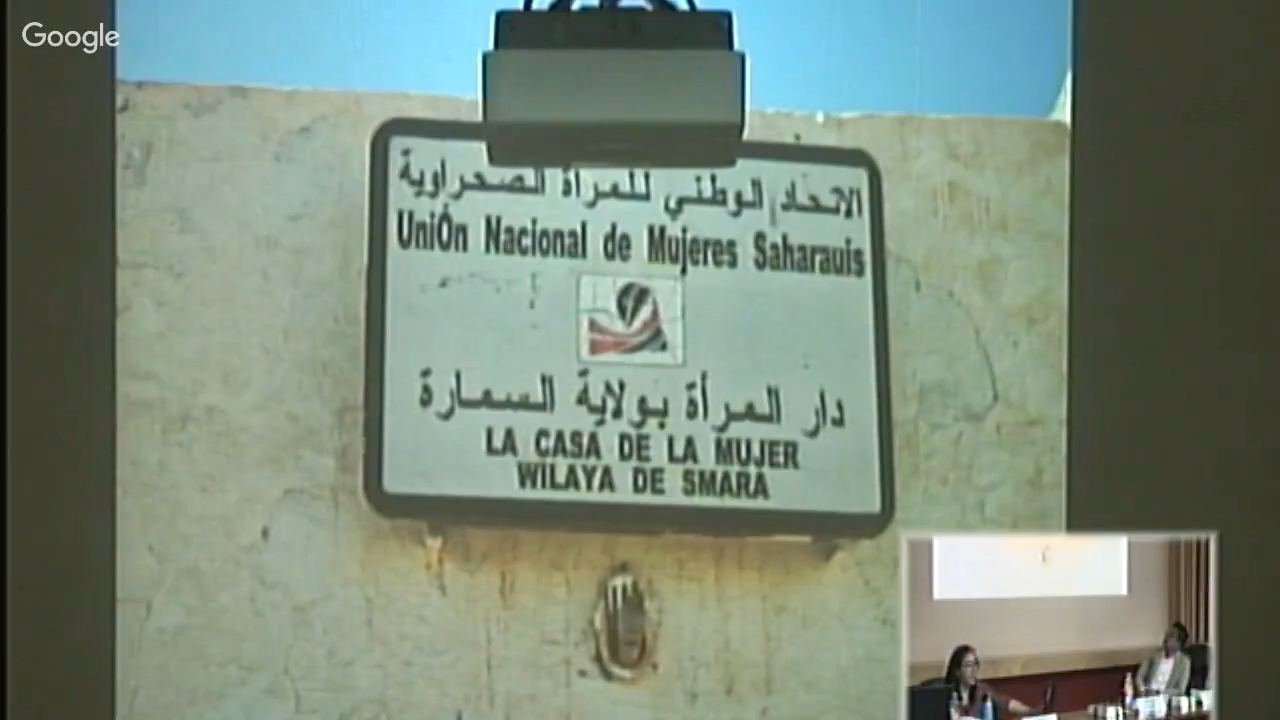 Google
الاتحاد الوطني للمرأة الصحراوية
UniÓn Nacional de Mujeres Saharauis
دار المرأة بولاية السمارة
LA CASA DE LA MUJER
WILAYA DE SMARA